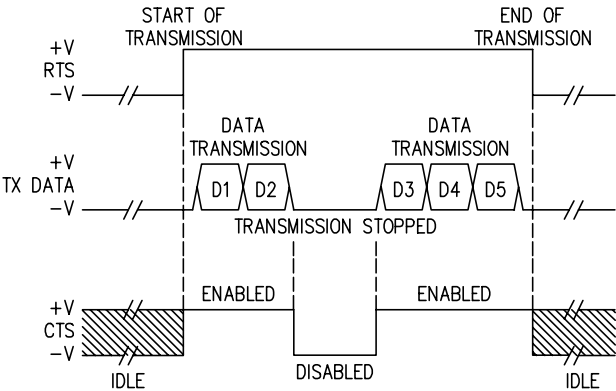 START OF
TRANSMISSION
END OF
TRANSMISSION
+V
RTS
−V
DATA
TRANSMISSION
DATA
TRANSMISSION
+V
TX DATA
−V
D1 D2 D3 D4 D5
TRANSMISSION STOPPED
+V
CTS
−V
ENABLED
ENABLED
DISABLED
IDLE
IDLE